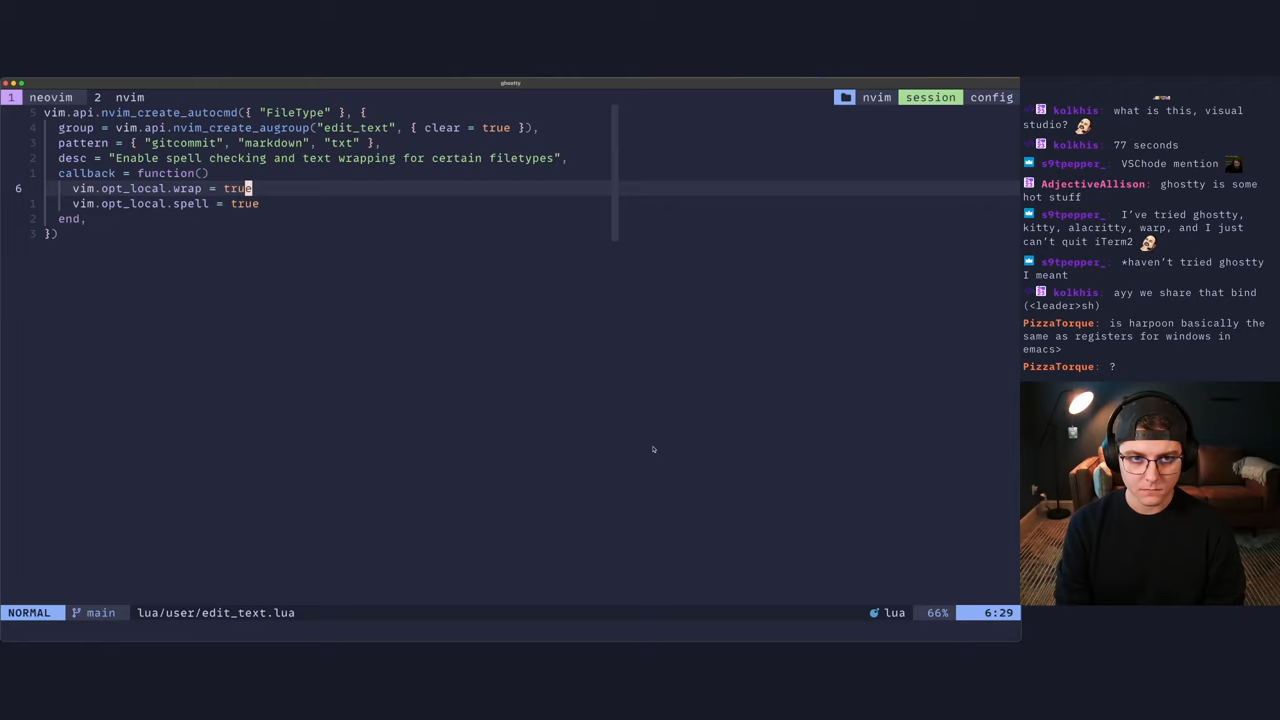 ghostty
1 neovim 2 nvim
nvim session config
5 vim.api.nvim_create_autocmd({ "FileType" }, {
4 group = vim.api.nvim_create_augroup("edit_text", { clear = true }),
3 pattern = { "gitcommit", "markdown", "txt" },
2 desc = "Enable spell checking and text wrapping for certain filetypes",
1 callback = function()
6 vim.opt_local.wrap = true
1 vim.opt_local.spell = true
2 end,
3 })
NORMAL main lua/user/edit_text.lua
lua 66% 6:29
kolkhis: what is this, visual
studio?
kolkhis: 77 seconds
s9tpepper_: VSChode mention
AdjectiveAllison: ghostty is some
hot stuff
s9tpepper_: I've tried ghostty,
kitty, alacritty, warp, and I just
can't quit iTerm2
s9tpepper_: *haven't tried ghostty
I meant
kolkhis: ayy we share that bind
(<leader>sh)
PizzaTorque: is harpoon basically the
same as registers for windows in
emacs>
PizzaTorque: ?